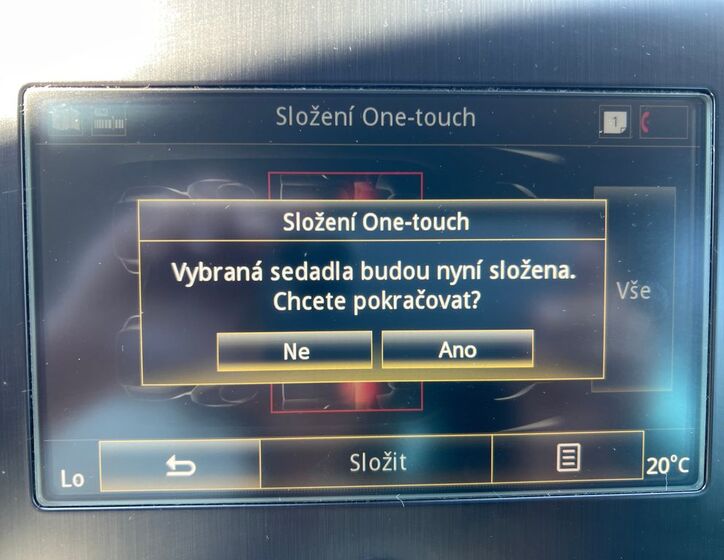 Složení One-touch
1
Složení One-touch
Vybraná sedadla budou nyní složena.
Chcete pokračovat?
Vše
Ne
Ano
Lo
Složit
20°C